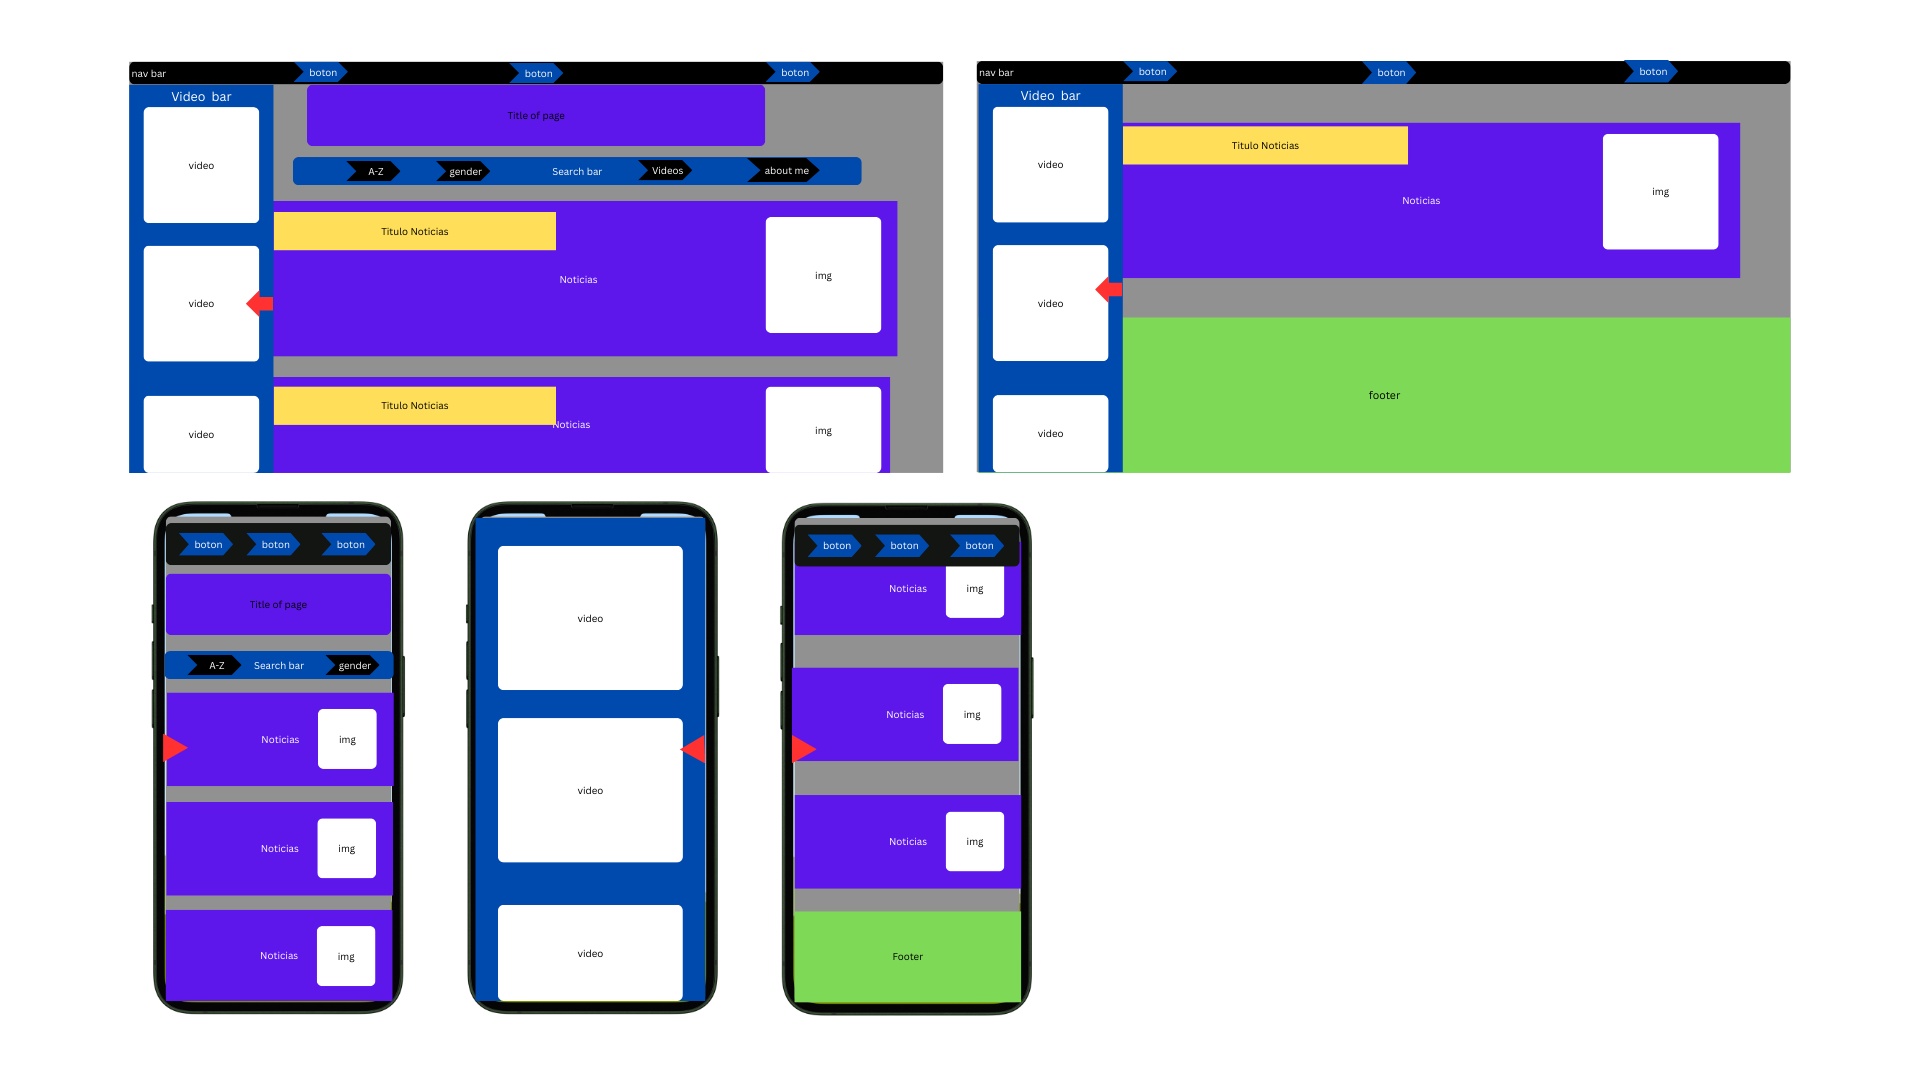 nav bar
boton
boton
boton
Video bar
video
video
video
Title of page
A-Z
gender
Search bar
Videos
about me
Titulo Noticias
Noticias
img
Titulo Noticias
Noticias
img
nav bar
boton
boton
boton
Video bar
video
video
video
Titulo Noticias
Noticias
img
footer
boton
boton
boton
Title of page
A-Z
Search bar
gender
Noticias
img
Noticias
img
Noticias
img
video
video
video
boton
boton
boton
Noticias
img
Noticias
img
Noticias
img
Footer